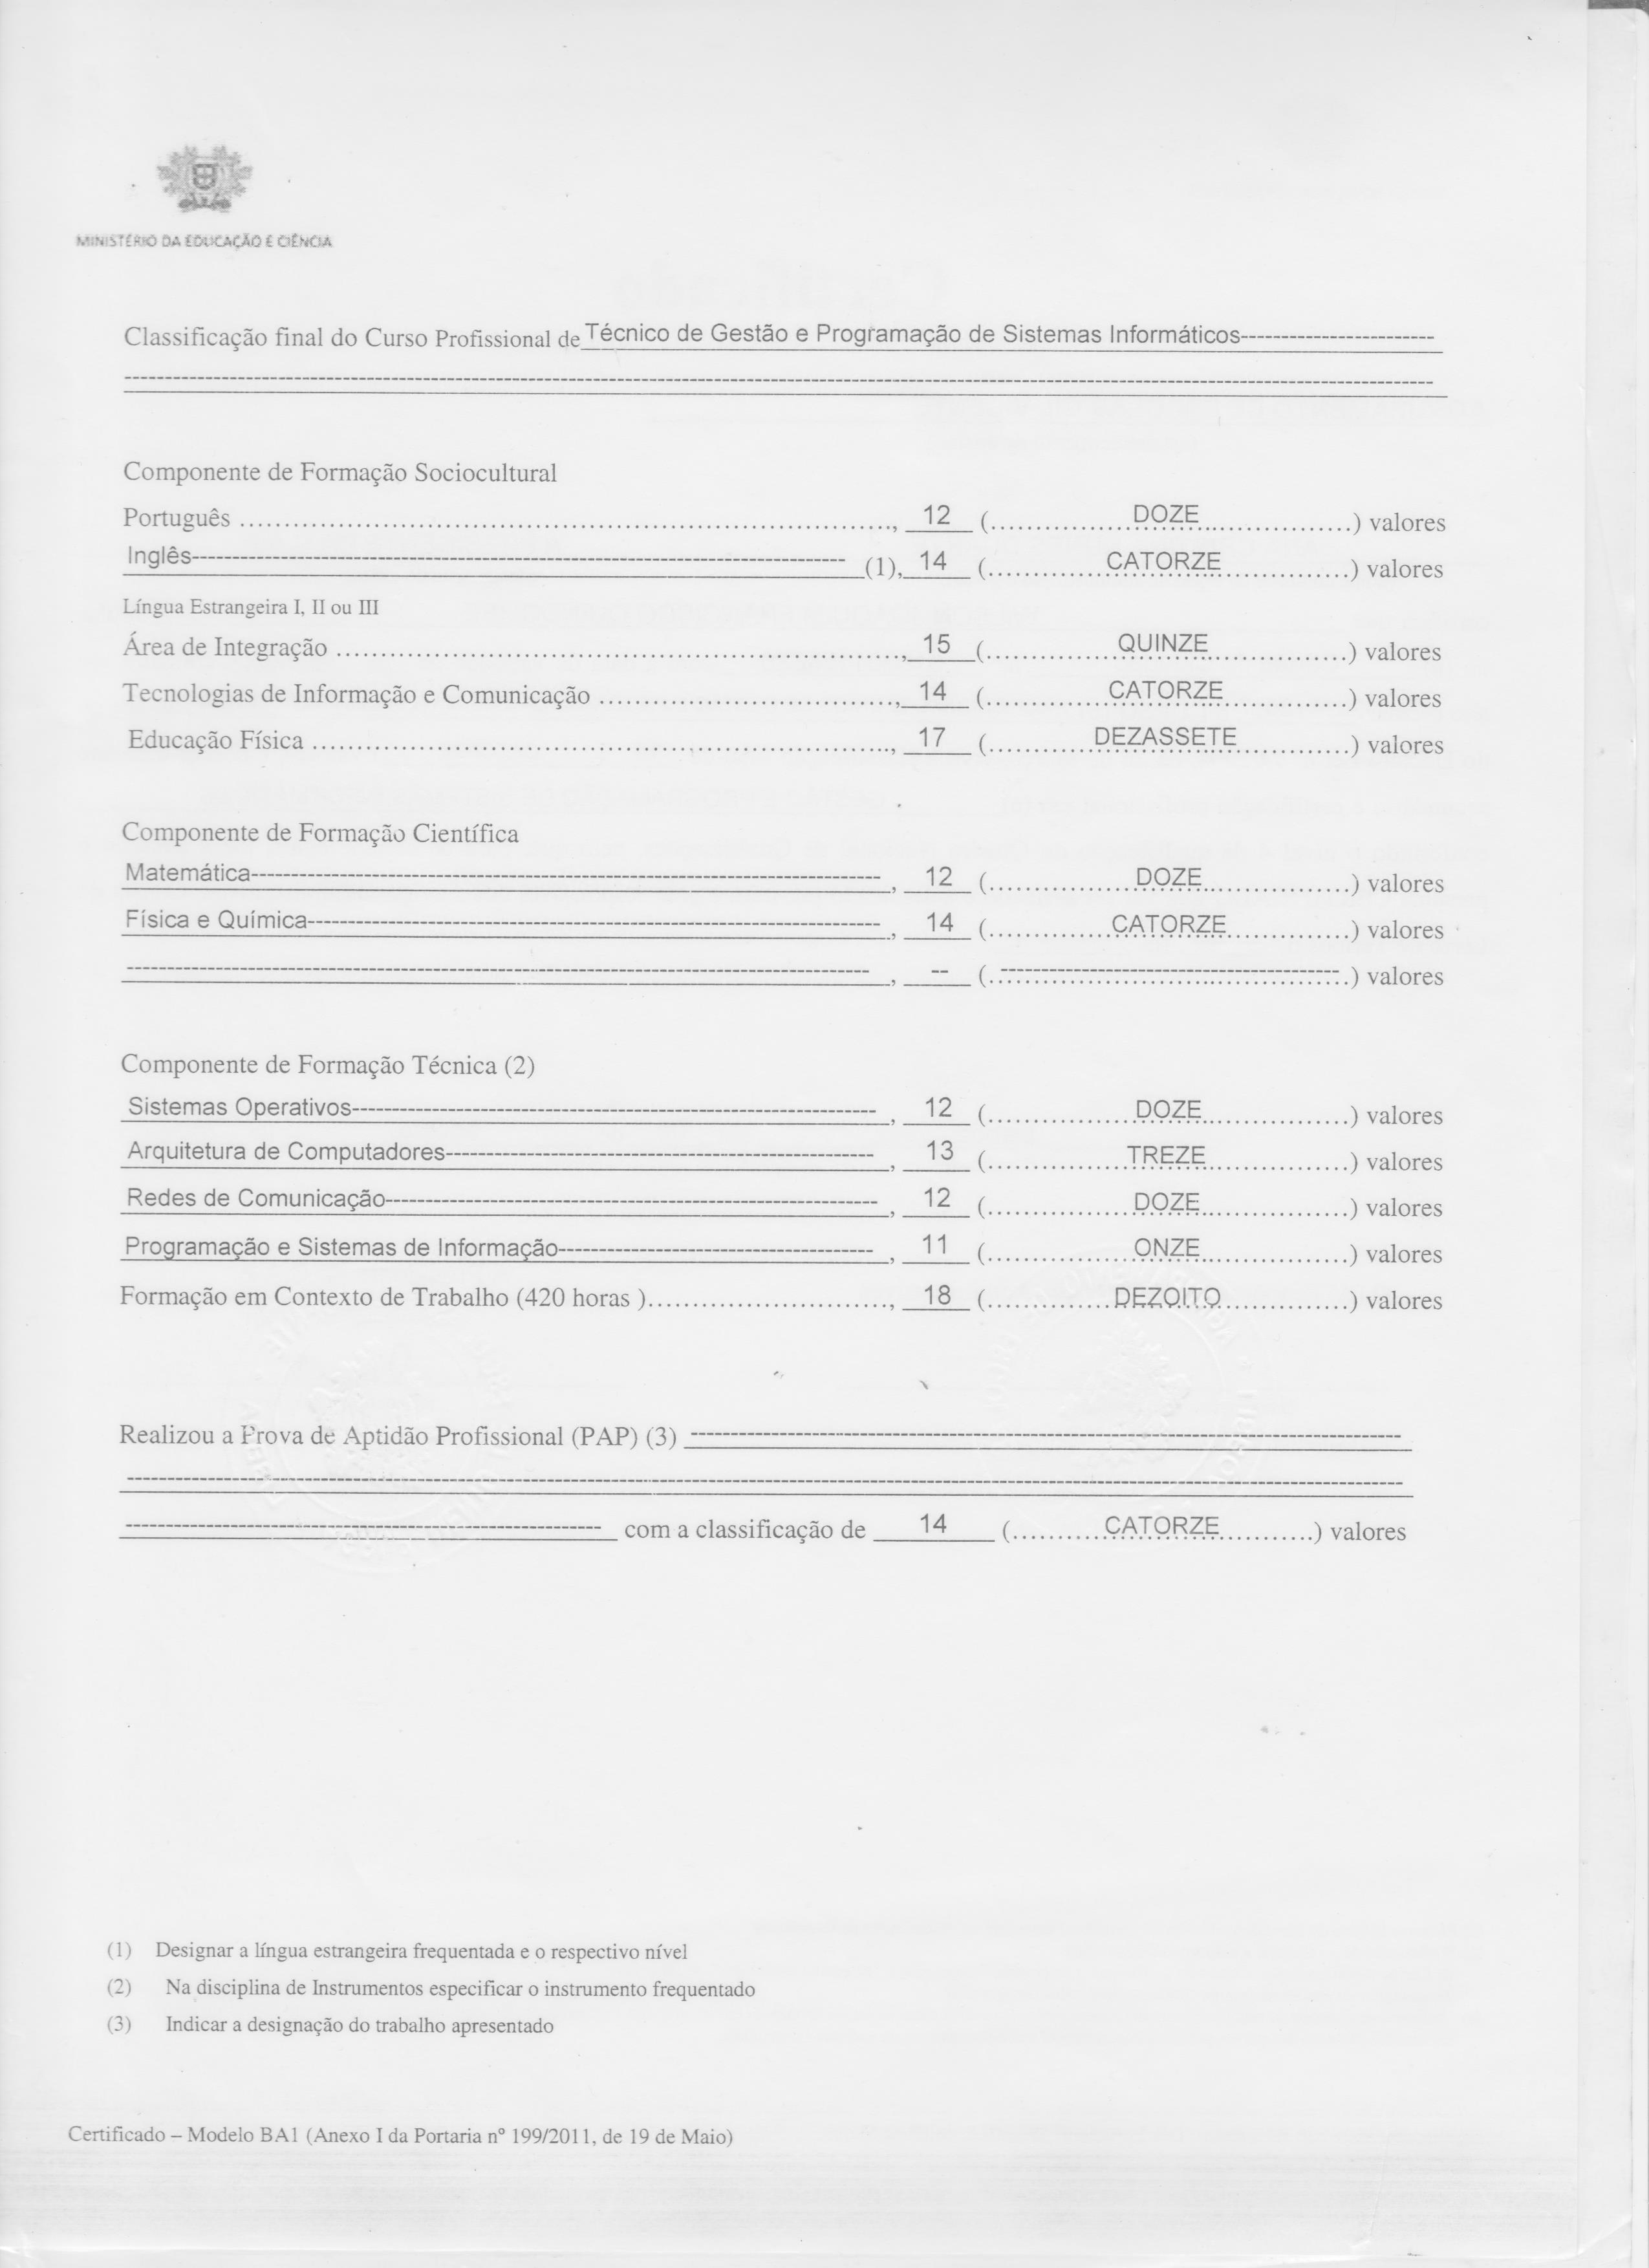 MINISTÉRIO DA EDUCAÇÃO E CIÊNCIA
Classificação final do Curso Profissional de Técnico de Gestão e Programação de Sistemas Informáticos
Componente de Formação Sociocultural
Português ........................................................................., 12 (................DOZE.................) valores
Inglês (1), 14 (.............CATORZE..............) valores
Língua Estrangeira I, II ou III
Área de Integração ..............................................................., 15 (...............QUINZE................) valores
Tecnologias de Informação e Comunicação ................................., 14 (.............CATORZE..............) valores
Educação Física ................................................................., 17 (............DEZASSETE............) valores
Componente de Formação Científica
Matemática, 12 (................DOZE.................) valores
Física e Química, 14 (..............CATORZE..............) valores
, -- (. ---------- .) valores
Componente de Formação Técnica (2)
Sistemas Operativos, 12 (................DOZE.................) valores
Arquitetura de Computadores, 13 (................TREZE................) valores
Redes de Comunicação, 12 (................DOZE.................) valores
Programação e Sistemas de Informação, 11 (................ONZE.................) valores
Formação em Contexto de Trabalho (420 horas )..........................., 18 (..............DEZOITO..............) valores
Realizou a Prova de Aptidão Profissional (PAP) (3)
com a classificação de 14 (..........CATORZE...........) valores
(1) Designar a língua estrangeira frequentada e o respectivo nível
(2) Na disciplina de Instrumentos especificar o instrumento frequentado
(3) Indicar a designação do trabalho apresentado
Certificado – Modelo BA1 (Anexo I da Portaria nº 199/2011, de 19 de Maio)